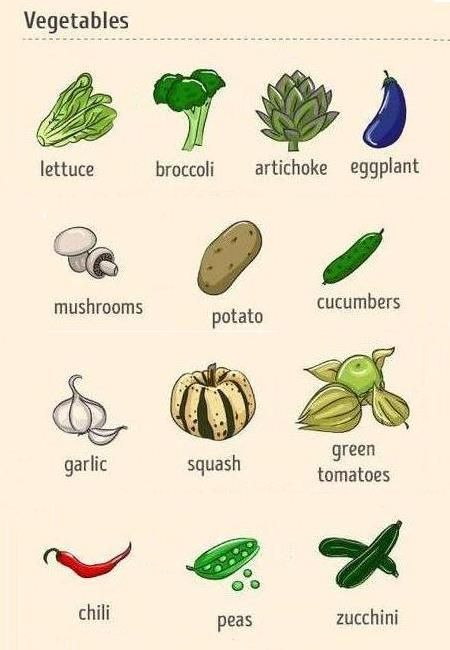 Vegetables
lettuce
broccoli
artichoke
eggplant
mushrooms
potato
cucumbers
garlic
squash
green
tomatoes
chili
peas
zucchini